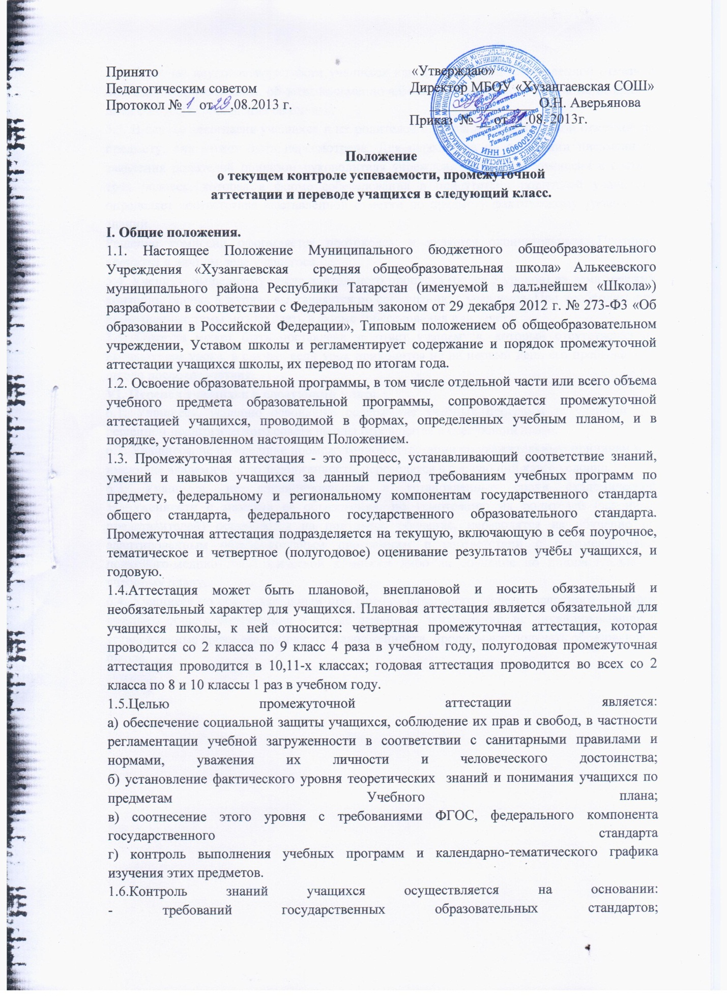 Принято
Педагогическим советом
Протокол № 1 от 29,08.2013 г.
«Утверждаю»
Директор МБОУ «Хузангаевская СОШ»
О.Н. Аверьянова
Приказ № от .08. 2013г.
«Хузангаевская
средняя
общеобразовательная
школа»
Алькеевского
муниципального района
Республики
Татарстан
ИНН 1606002583
Положение
о текущем контроле успеваемости, промежуточной
аттестации и переводе учащихся в следующий класс.
I. Общие положения.
1.1. Настоящее Положение Муниципального бюджетного общеобразовательного
Учреждения «Хузангаевская средняя общеобразовательная школа» Алькеевского
муниципального района Республики Татарстан (именуемой в дальнейшем «Школа»)
разработано в соответствии с Федеральным законом от 29 декабря 2012 г. № 273-ФЗ «Об
образовании в Российской Федерации», Типовым положением об общеобразовательном
учреждении, Уставом школы и регламентирует содержание и порядок промежуточной
аттестации учащихся школы, их перевод по итогам года.
1.2. Освоение образовательной программы, в том числе отдельной части или всего объема
учебного предмета образовательной программы, сопровождается промежуточной
аттестацией учащихся, проводимой в формах, определенных учебным планом, и в
порядке, установленном настоящим Положением.
1.3. Промежуточная аттестация - это процесс, устанавливающий соответствие знаний,
умений и навыков учащихся за данный период требованиям учебных программ по
предмету, федеральному и региональному компонентам государственного стандарта
общего стандарта, федерального государственного образовательного стандарта.
Промежуточная аттестация подразделяется на текущую, включающую в себя поурочное,
тематическое и четвертное (полугодовое) оценивание результатов учёбы учащихся, и
годовую.
1.4.Аттестация может быть плановой, внеплановой и носить обязательный и
необязательный характер для учащихся. Плановая аттестация является обязательной для
учащихся школы, к ней относится: четвертная промежуточная аттестация, которая
проводится со 2 класса по 9 класс 4 раза в учебном году, полугодовая промежуточная
аттестация проводится в 10,11-х классах; годовая аттестация проводится во всех со 2
класса по 8 и 10 классы 1 раз в учебном году.
1.5.Целью промежуточной аттестации является:
а) обеспечение социальной защиты учащихся, соблюдение их прав и свобод, в частности
регламентации учебной загруженности в соответствии с санитарными правилами и
нормами, уважения их личности и человеческого достоинства;
б) установление фактического уровня теоретических знаний и понимания учащихся по
предметам Учебного плана;
в) соотнесение этого уровня с требованиями ФГОС, федерального компонента
государственного стандарта
г) контроль выполнения учебных программ и календарно-тематического графика
изучения этих предметов.
1.6.Контроль знаний учащихся осуществляется на основании:
- требований государственных образовательных стандартов;